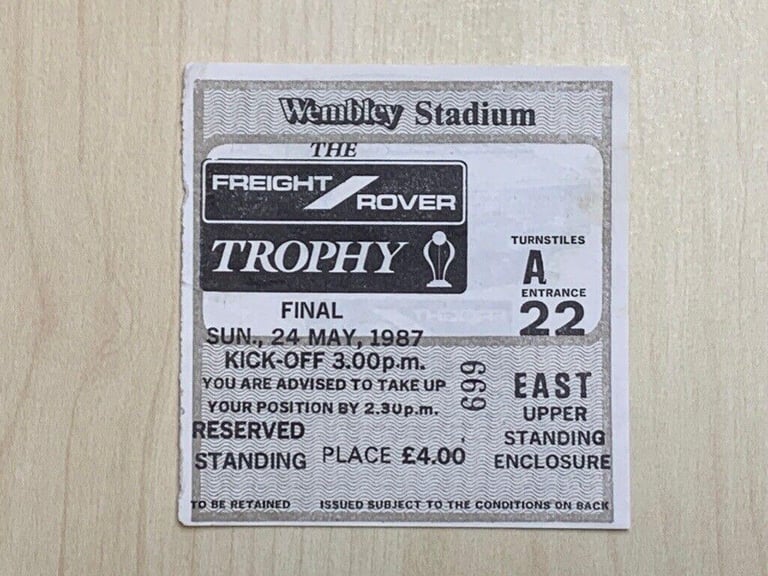 Wembley Stadium
THE
FREIGHT ROVER
TROPHY
TURNSTILES
A
ENTRANCE
22
FINAL
SUN., 24 MAY, 1987
KICK-OFF 3.00p.m.
YOU ARE ADVISED TO TAKE UP
YOUR POSITION BY 2.30p.m.
RESERVED
STANDING PLACE £4.00
699
EAST
UPPER
STANDING
ENCLOSURE
TO BE RETAINED ISSUED SUBJECT TO THE CONDITIONS ON BACK